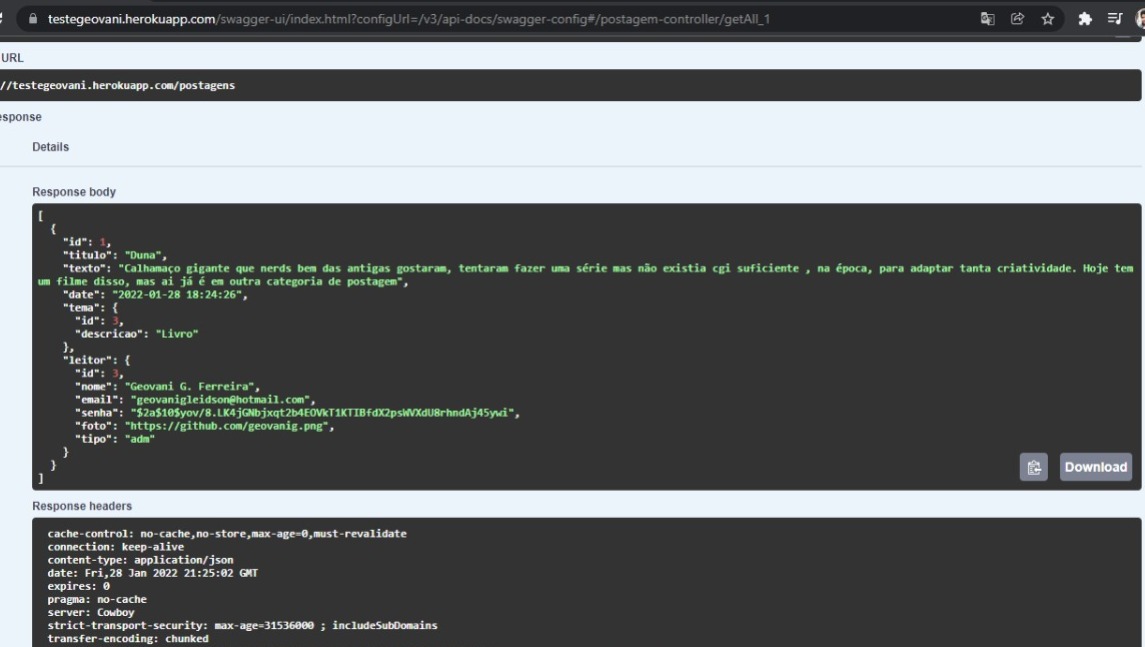 testegeovani.herokuapp.com/swagger-ui/index.html?configUrl=/v3/api-docs/swagger-config#/postagem-controller/getAll_1
URL
//testegeovani.herokuapp.com/postagens
esponse
Details
Response body
[
{
"id": 1,
"titulo": "Duna",
"texto": "Calhamaço gigante que nerds bem das antigas gostaram, tentaram fazer uma série mas não existia cgi suficiente , na época, para adaptar tanta criatividade. Hoje tem
um filme disso, mas ai já é em outra categoria de postagem",
"date": "2022-01-28 18:24:26",
"tema": {
"id": 3,
"descricao": "Livro"
},
"leitor": {
"id": 3,
"nome": "Geovani G. Ferreira",
"email": "geovanigleidson@hotmail.com",
"senha": "$2a$10$yov/8.LK4jGNbjxqt2b4EOVkT1KTIBfdX2psWVXdU8rhndAj45ywi",
"foto": "https://github.com/geovanig.png",
"tipo": "adm"
}
}
]
Download
Response headers
cache-control: no-cache,no-store,max-age=0,must-revalidate
connection: keep-alive
content-type: application/json
date: Fri,28 Jan 2022 21:25:02 GMT
expires: 0
pragma: no-cache
server: Cowboy
strict-transport-security: max-age=31536000 ; includeSubDomains
transfer-encoding: chunked